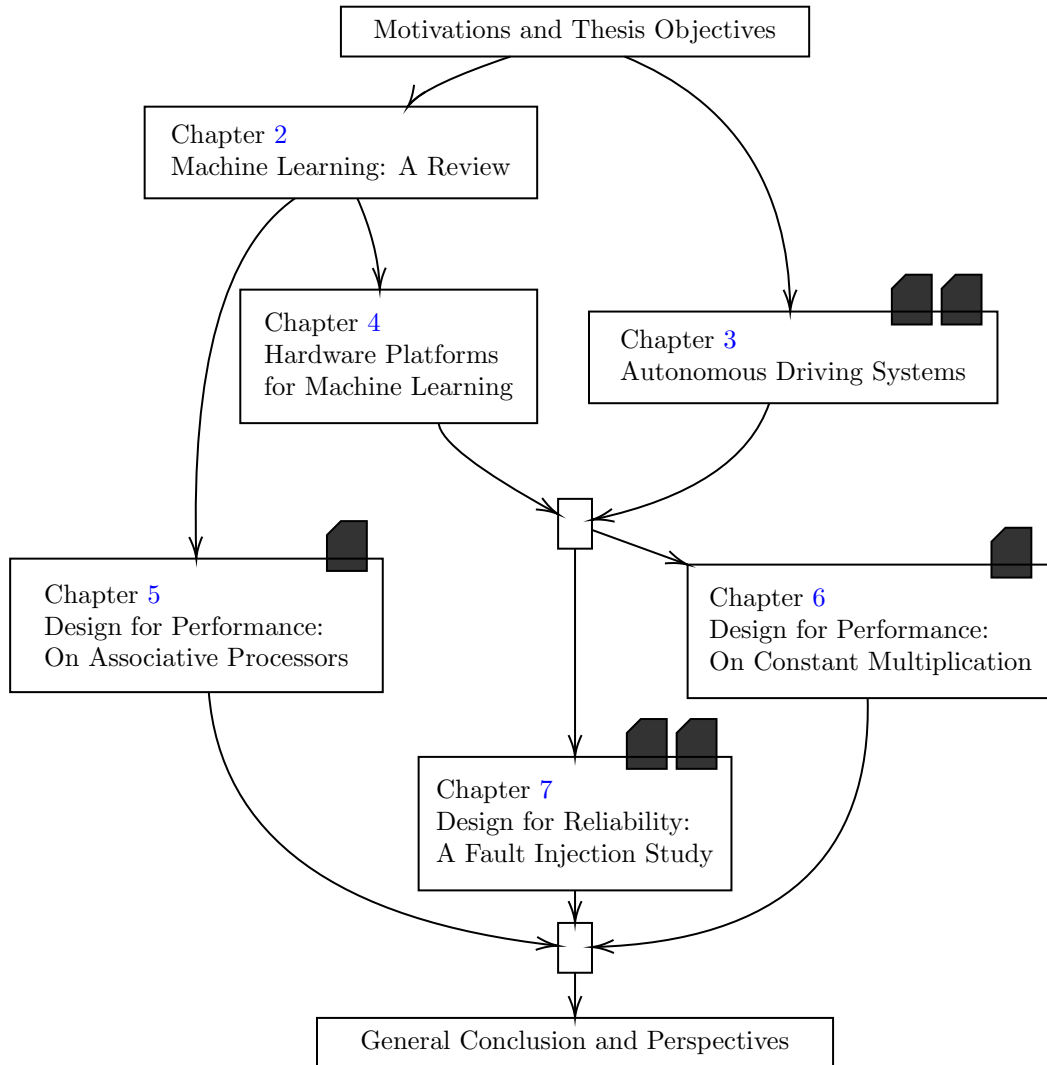 Motivations and Thesis Objectives
Chapter 2
Machine Learning: A Review
Chapter 4
Hardware Platforms
for Machine Learning
Chapter 3
Autonomous Driving Systems
Chapter 5
Design for Performance:
On Associative Processors
Chapter 6
Design for Performance:
On Constant Multiplication
Chapter 7
Design for Reliability:
A Fault Injection Study
General Conclusion and Perspectives